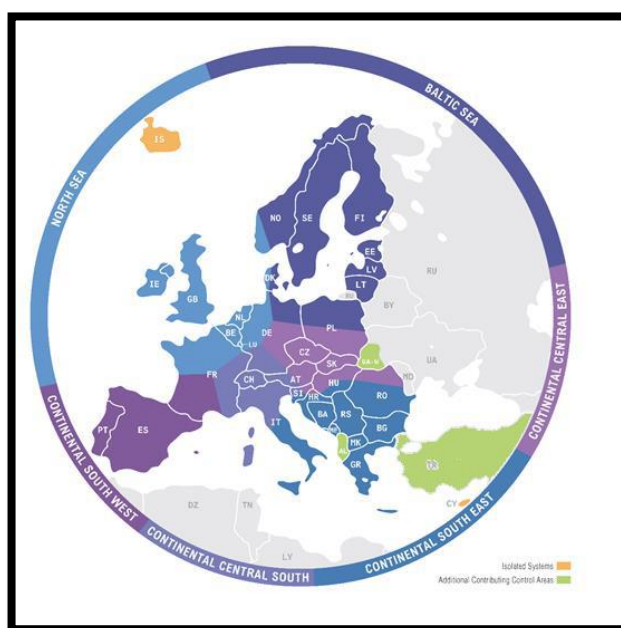 BALTIC SEA
NORTH SEA
CONTINENTAL CENTRAL EAST
CONTINENTAL SOUTH WEST
CONTINENTAL CENTRAL SOUTH
CONTINENTAL SOUTH EAST
IS
NO
SE
FI
EE
LV
LT
RU
RU
DK
IE
GB
NL
BE
LU
DE
PL
BY
UA
CZ
UA-W
SK
MD
FR
CH
AT
HU
SI
HR
RO
PT
ES
IT
BA
RS
BG
MK
AL
GR
TR
CY
DZ
TN
LY
Isolated Systems
Additional Contributing Control Areas